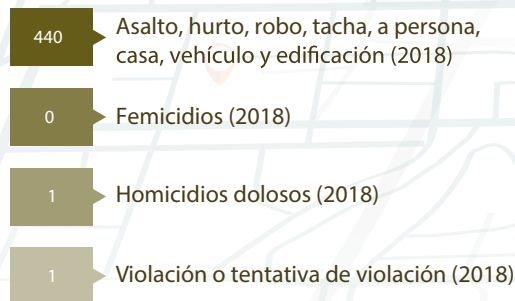 440
Asalto, hurto, robo, tacha, a persona,
casa, vehículo y edificación (2018)
0
Femicidios (2018)
1
Homicidios dolosos (2018)
1
Violación o tentativa de violación (2018)